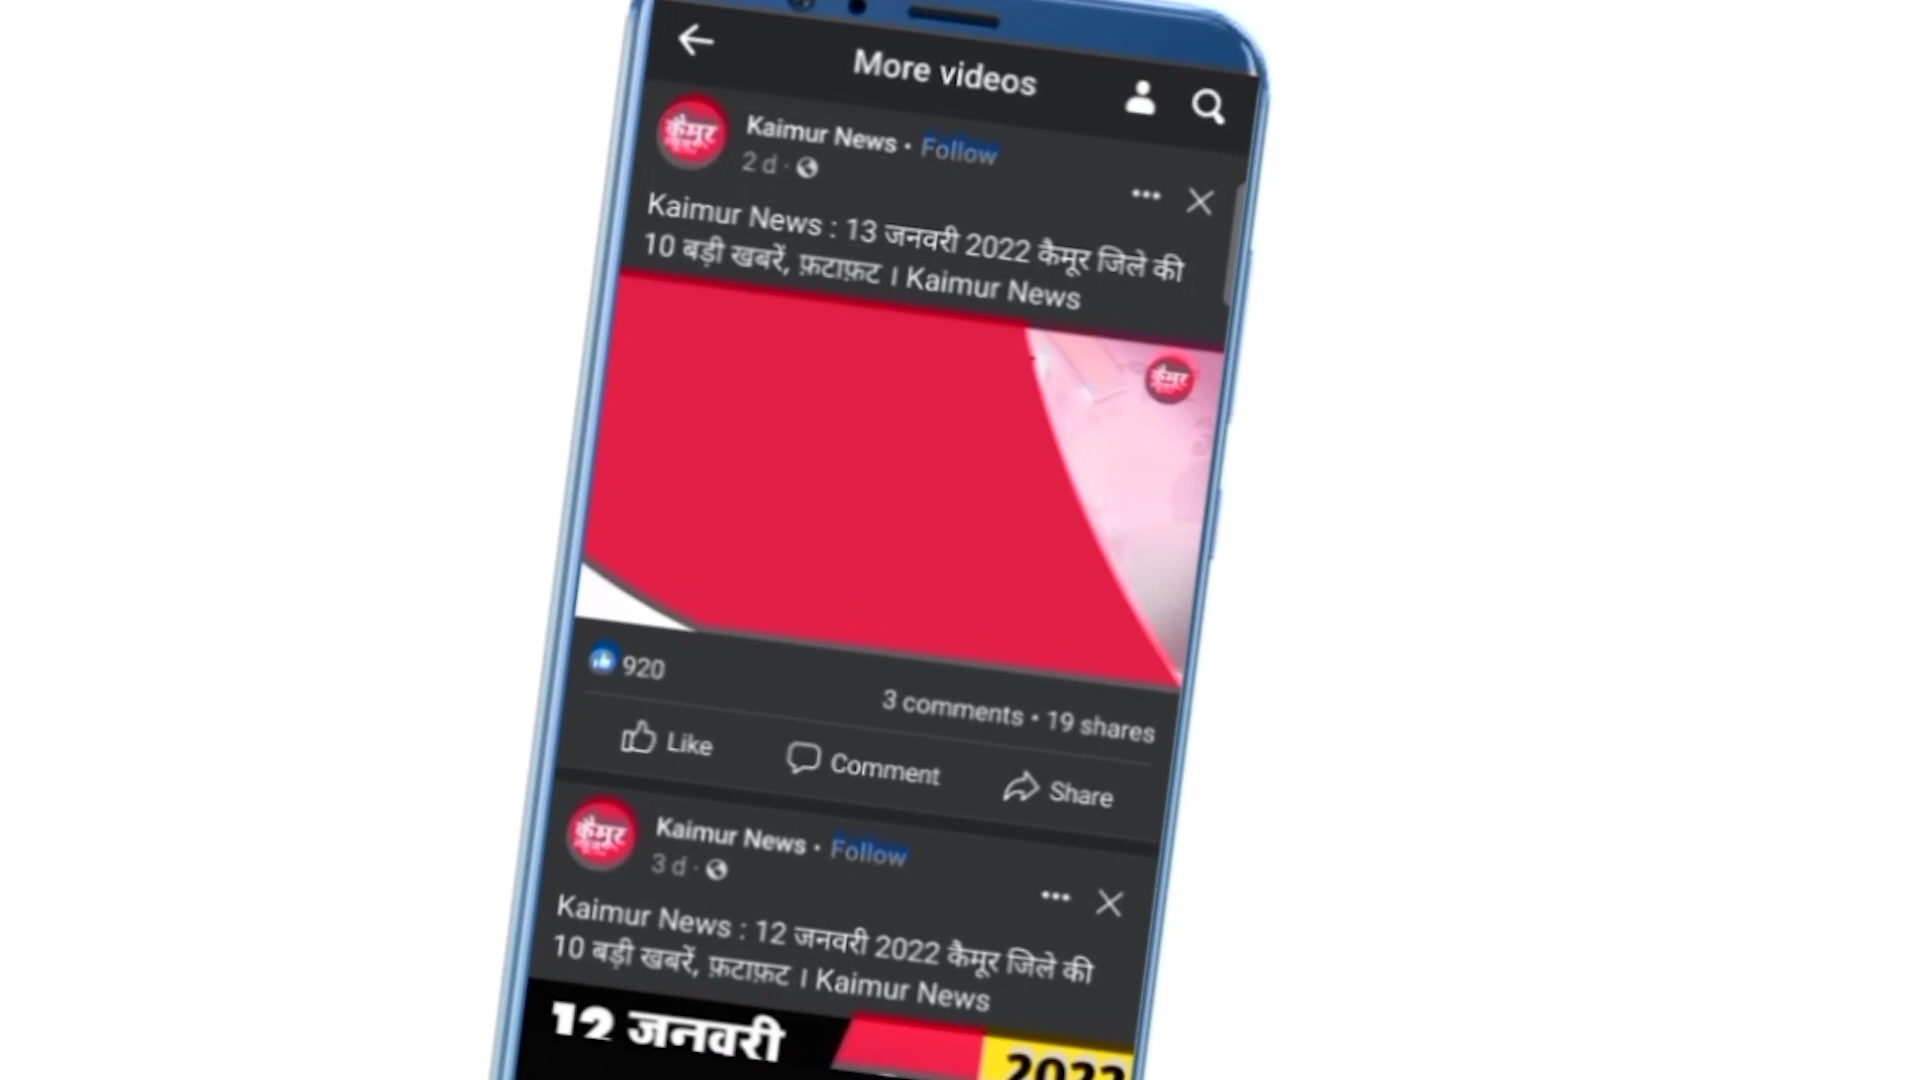 More videos
कैमूर
Kaimur News • Follow
2 d ·
Kaimur News : 13 जनवरी 2022 कैमूर जिले की
10 बड़ी खबरें, फ़टाफ़ट । Kaimur News
कैमूर
920
3 comments • 19 shares
Like
Comment
Share
कैमूर
Kaimur News • Follow
3 d ·
Kaimur News : 12 जनवरी 2022 कैमूर जिले की
10 बड़ी खबरें, फ़टाफ़ट । Kaimur News
12 जनवरी
2022